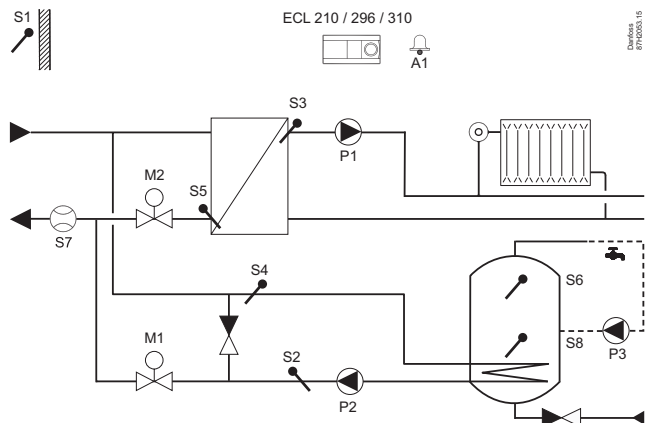 S1
ECL 210 / 296 / 310
Danfoss
87H2053.15
A1
S3
P1
M2
S5
S7
S4
S6
M1
S2
S8
P3
P2